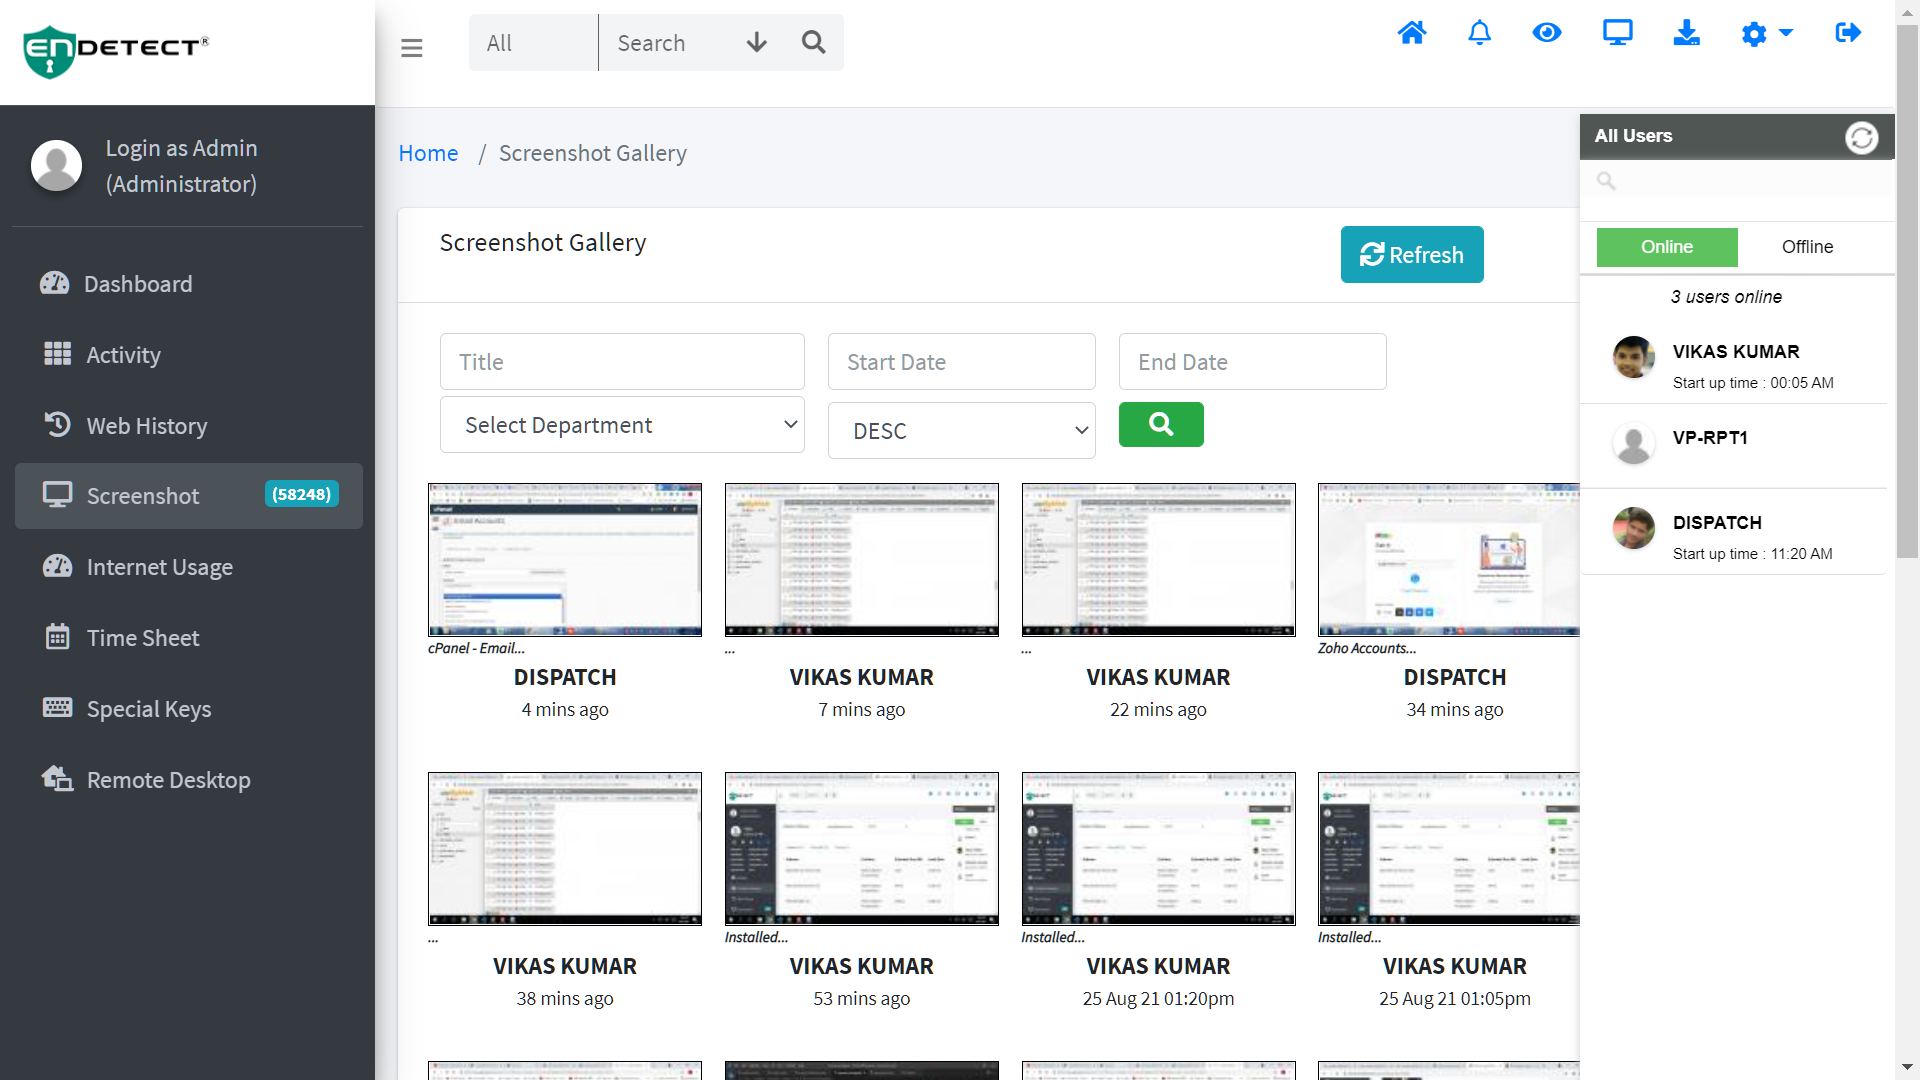 ENDETECT®
All
Search
Login as Admin
(Administrator)
Dashboard
Activity
Web History
Screenshot
(58248)
Internet Usage
Time Sheet
Special Keys
Remote Desktop
Home / Screenshot Gallery
Screenshot Gallery
Refresh
Title
Start Date
End Date
Select Department
DESC
cPanel - Email...
DISPATCH
4 mins ago
...
VIKAS KUMAR
7 mins ago
...
VIKAS KUMAR
22 mins ago
Zoho Accounts...
DISPATCH
34 mins ago
...
VIKAS KUMAR
38 mins ago
Installed...
VIKAS KUMAR
53 mins ago
Installed...
VIKAS KUMAR
25 Aug 21 01:20pm
Installed...
VIKAS KUMAR
25 Aug 21 01:05pm
All Users
Online
Offline
3 users online
VIKAS KUMAR
Start up time : 00:05 AM
VP-RPT1
DISPATCH
Start up time : 11:20 AM